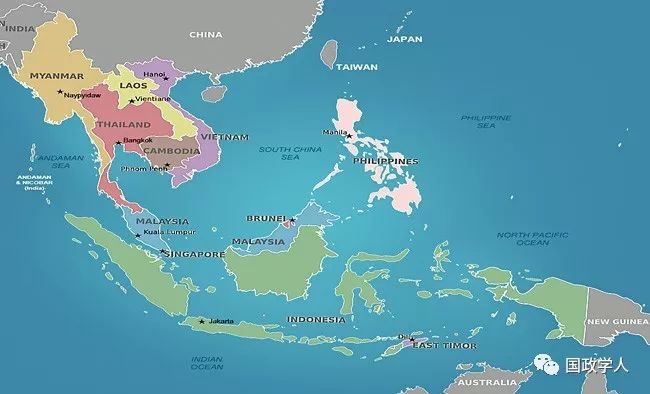 INDIA
CHINA
JAPAN
TAIWAN
MYANMAR
Naypyidaw
Hanoi
LAOS
Vientiane
THAILAND
Bangkok
VIETNAM
CAMBODIA
Phnom Penh
Manila
PHILIPPINES
PHILIPPINE
SEA
SOUTH CHINA
SEA
ANDAMAN
SEA
ANDAMAN
& NICOBAR
(India)
MALAYSIA
Kuala Lumpur
SINGAPORE
BRUNEI
MALAYSIA
NORTH PACIFIC
OCEAN
INDONESIA
Jakarta
INDIAN
OCEAN
Dili
EAST TIMOR
NEW GUINEA
AUSTRALIA
国政学人